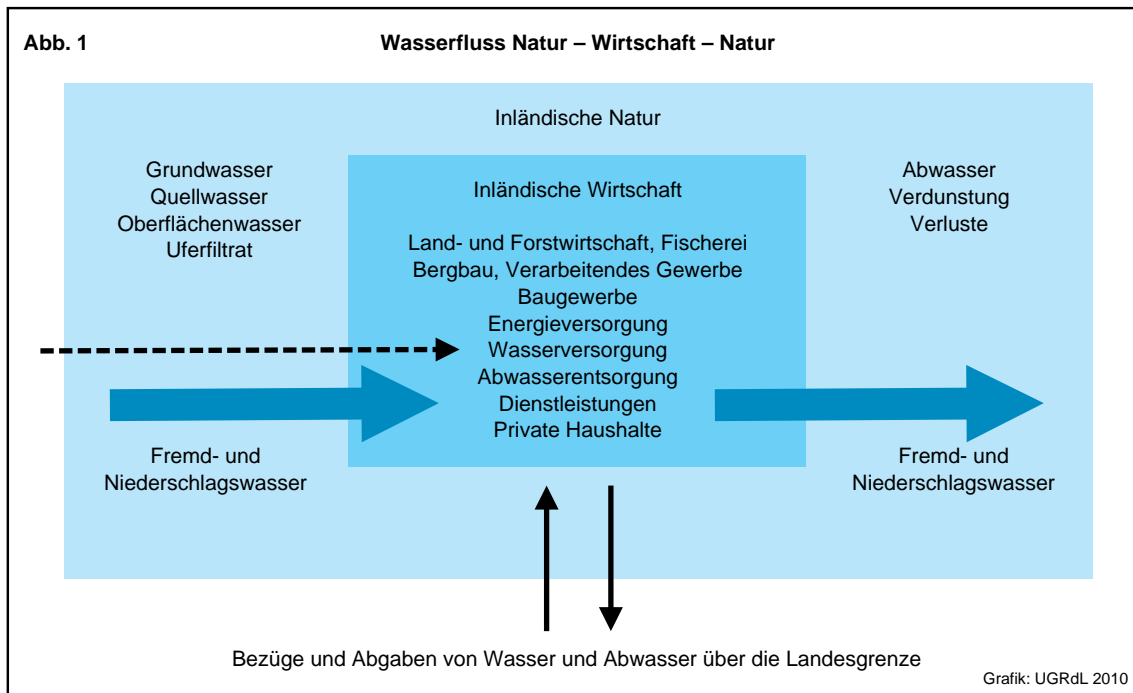 Abb. 1
Wasserfluss Natur – Wirtschaft – Natur
Inländische Natur
Grundwasser
Quellwasser
Oberflächenwasser
Uferfiltrat
Inländische Wirtschaft
Land- und Forstwirtschaft, Fischerei
Bergbau, Verarbeitendes Gewerbe
Baugewerbe
Energieversorgung
Wasserversorgung
Abwasserentsorgung
Dienstleistungen
Private Haushalte
Abwasser
Verdunstung
Verluste
Fremd- und
Niederschlagswasser
Fremd- und
Niederschlagswasser
Bezüge und Abgaben von Wasser und Abwasser über die Landesgrenze
Grafik: UGRdL 2010